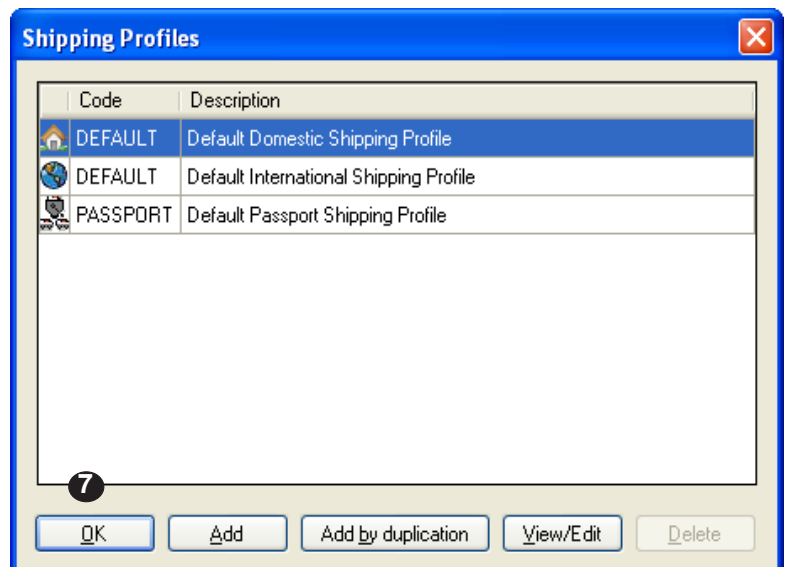 Shipping Profiles
Code Description
DEFAULT Default Domestic Shipping Profile
DEFAULT Default International Shipping Profile
PASSPORT Default Passport Shipping Profile
7
OK Add Add by duplication View/Edit Delete